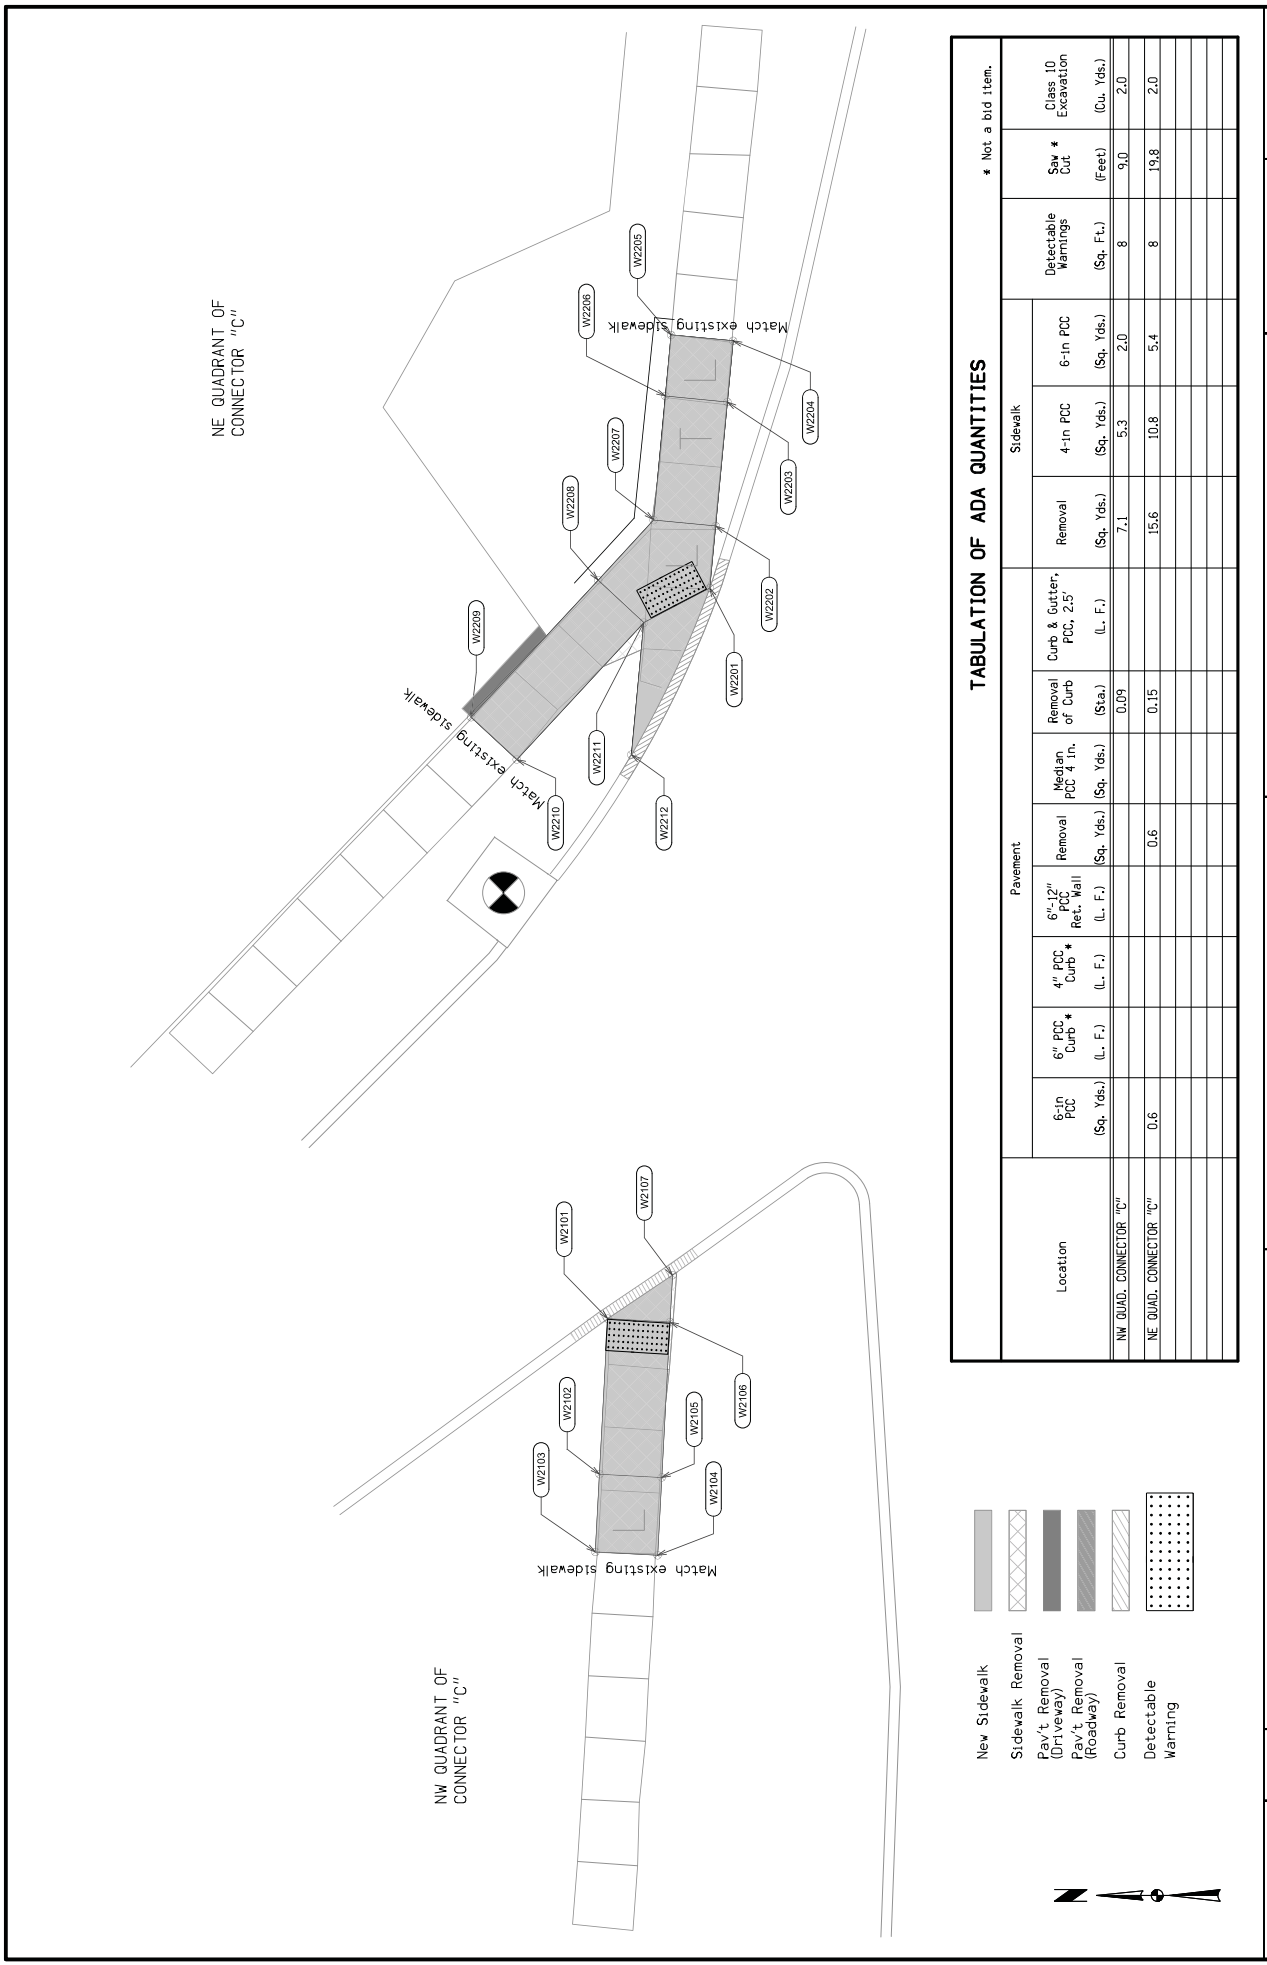 NW QUADRANT OF
CONNECTOR "C"
Match existing sidewalk
W2103
W2102
W2101
W2107
W2104
W2105
W2106
NE QUADRANT OF
CONNECTOR "C"
Match existing sidewalk
W2209
W2208
W2207
W2206
W2205
Match existing sidewalk
W2210
W2211
W2212
W2201
W2202
W2203
W2204
L
T
L
L
N
New Sidewalk
Sidewalk Removal
Pav't Removal
(Driveway)
Pav't Removal
(Roadway)
Curb Removal
Detectable
Warning
TABULATION OF ADA QUANTITIES
* Not a bid item.
Location
Pavement
Sidewalk
6-in
PCC
(Sq. Yds.)
6" PCC
Curb *
(L. F.)
4" PCC
Curb *
(L. F.)
6"-12"
PCC
Ret. Wall
(L. F.)
Removal
(Sq. Yds.)
Median
PCC 4 in.
(Sq. Yds.)
Removal
of Curb
(Sta.)
Curb & Gutter,
PCC, 2.5'
(L. F.)
Removal
(Sq. Yds.)
4-in PCC
(Sq. Yds.)
6-in PCC
(Sq. Yds.)
Detectable
Warnings
(Sq. Ft.)
Saw *
Cut
(Feet)
Class 10
Excavation
(Cu. Yds.)
NW QUAD. CONNECTOR "C" 0.09 7.1 5.3 2.0 8 9.0 2.0
NE QUAD. CONNECTOR "C" 0.6 0.6 0.15 15.6 10.8 5.4 8 19.8 2.0